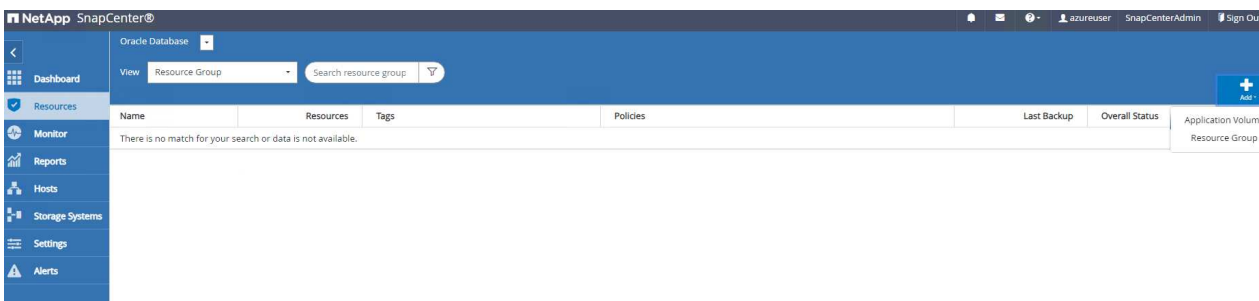 NetApp SnapCenter®
azureuser SnapCenterAdmin Sign Ou
Oracle Database
View Resource Group Search resource group
Dashboard
Resources
Monitor
Reports
Hosts
Storage Systems
Settings
Alerts
Add
Name Resources Tags Policies Last Backup Overall Status
There is no match for your search or data is not available.
Application Volum
Resource Group